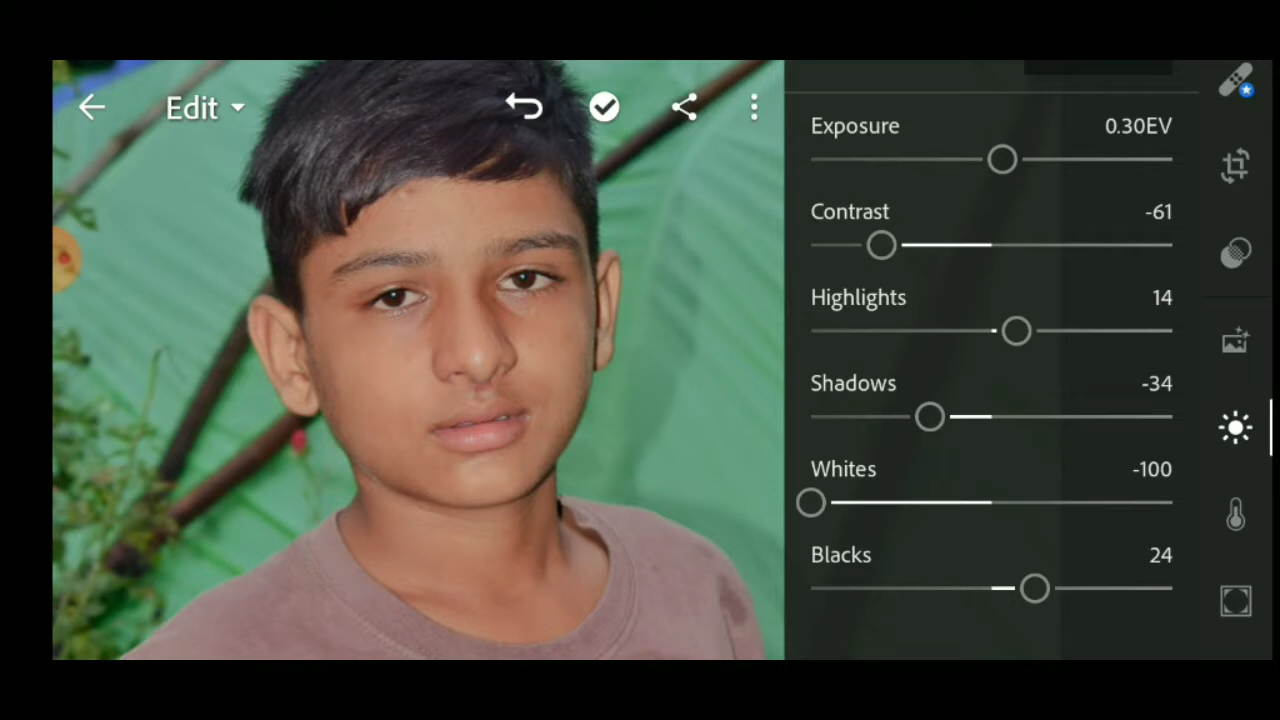 Edit
Exposure 0.30EV
Contrast -61
Highlights 14
Shadows -34
Whites -100
Blacks 24